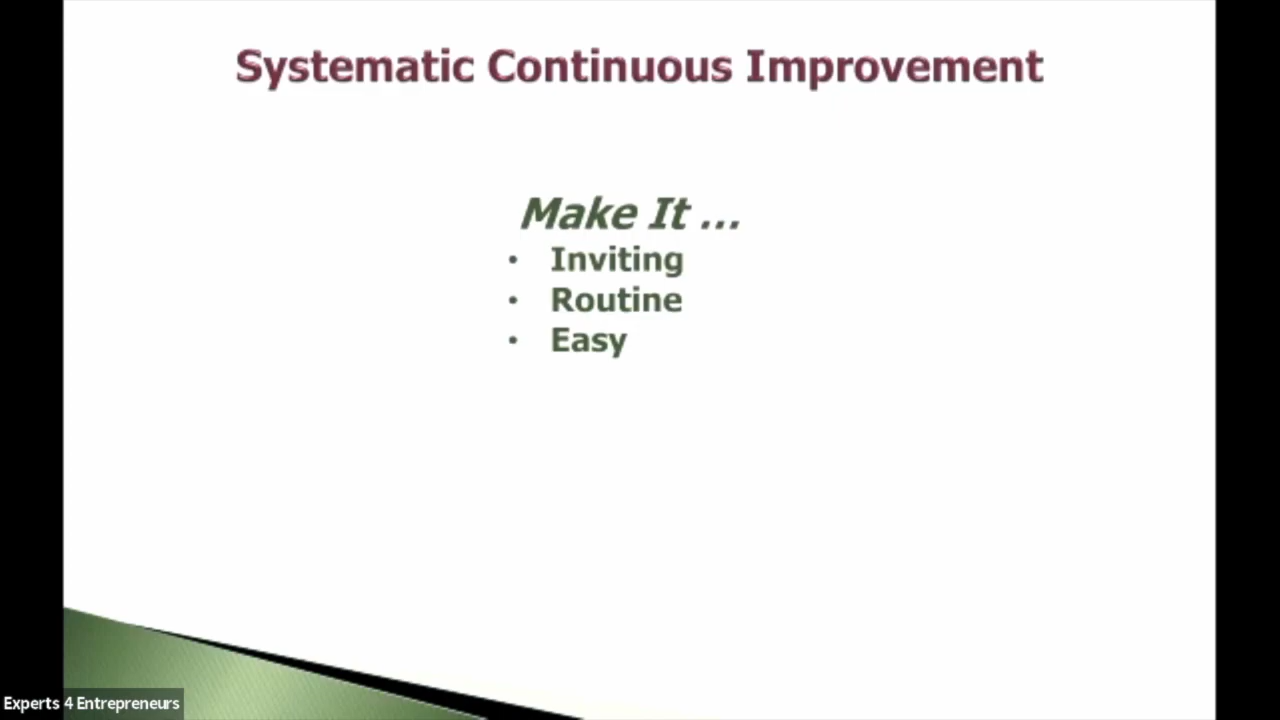 Systematic Continuous Improvement
Make It ...
• Inviting
• Routine
• Easy
Experts 4 Entrepreneurs